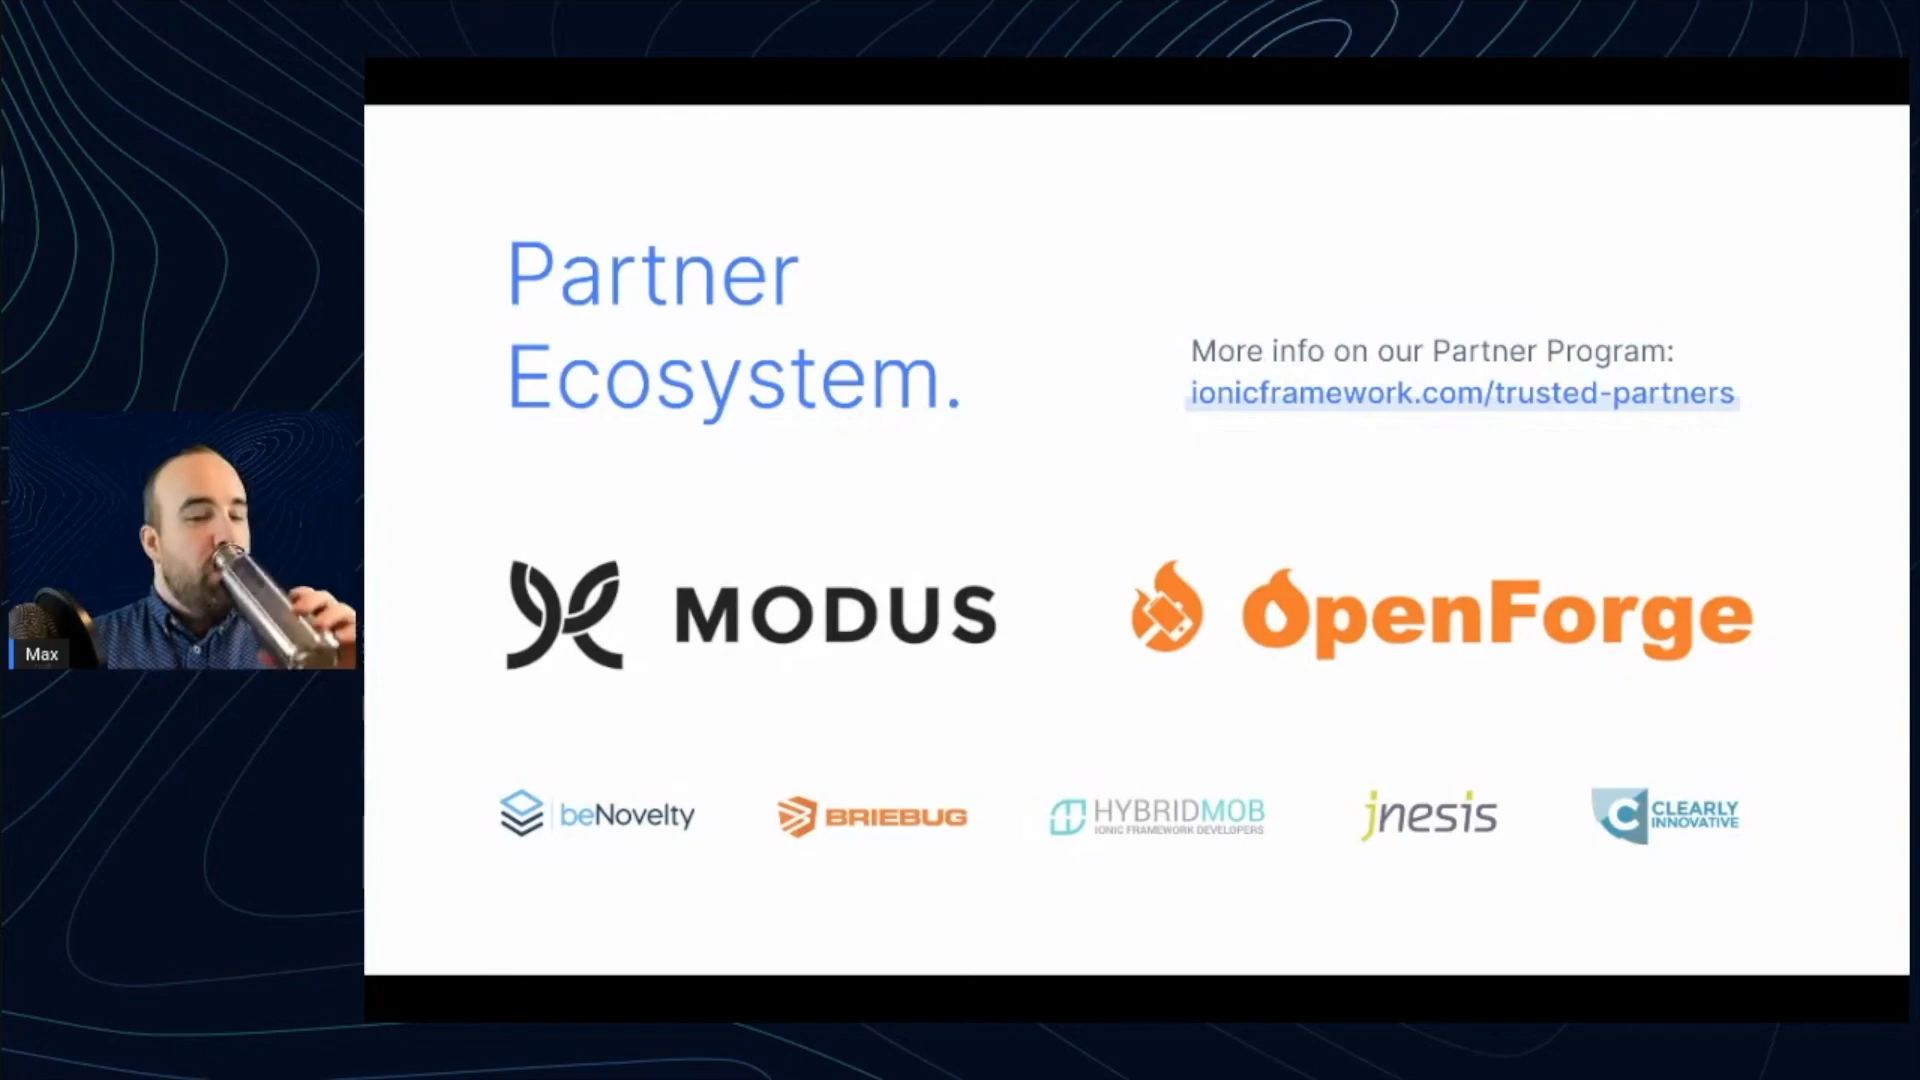 Partner
Ecosystem.
More info on our Partner Program:
ionicframework.com/trusted-partners
MODUS
OpenForge
beNovelty
BRIEBUG
HYBRIDMOB
IONIC FRAMEWORK DEVELOPERS
jnesis
C CLEARLY
INNOVATIVE
Max